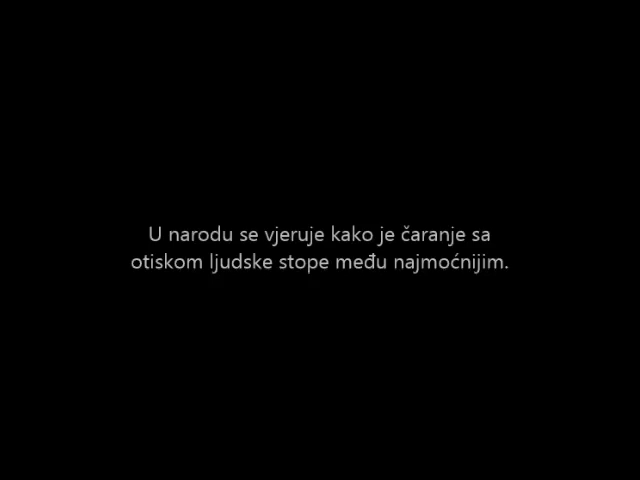 U narodu se vjeruje kako je čaranje sa
otiskom ljudske stope među najmoćnijim.